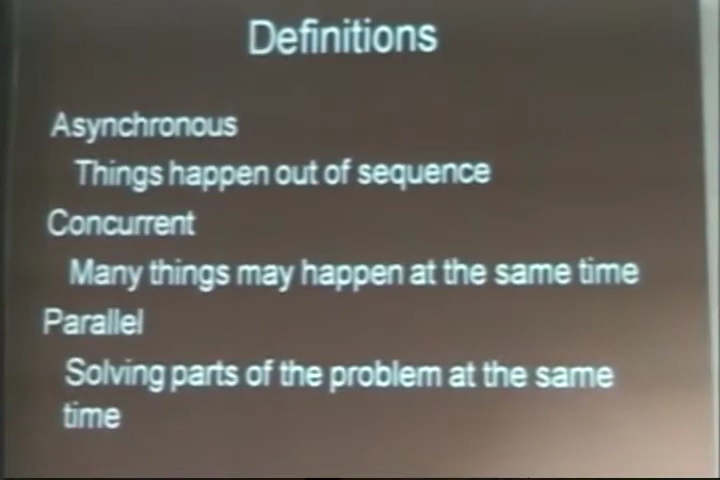 Definitions
Asynchronous
Things happen out of sequence
Concurrent
Many things may happen at the same time
Parallel
Solving parts of the problem at the same
time